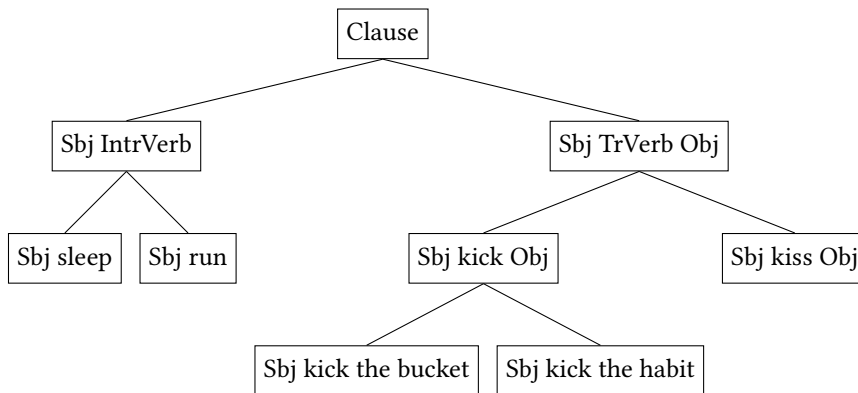 Clause
Sbj IntrVerb
Sbj TrVerb Obj
Sbj sleep
Sbj run
Sbj kick Obj
Sbj kiss Obj
Sbj kick the bucket
Sbj kick the habit